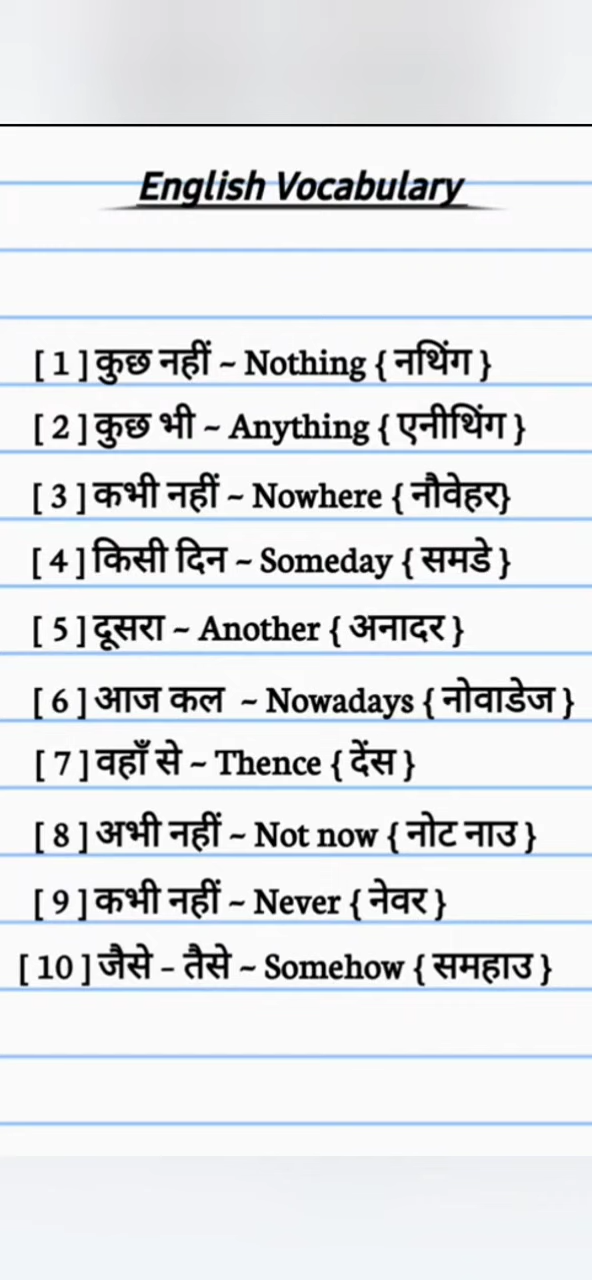 English Vocabulary
[ 1 ] कुछ नहीं ~ Nothing { नथिंग }
[ 2 ] कुछ भी ~ Anything { एनीथिंग }
[ 3 ] कभी नहीं ~ Nowhere { नौवेहर}
[ 4 ] किसी दिन ~ Someday { समडे }
[ 5 ] दूसरा ~ Another { अनादर }
[ 6 ] आज कल ~ Nowadays { नोवाडेज }
[ 7 ] वहाँ से ~ Thence { देंस }
[ 8 ] अभी नहीं ~ Not now { नोट नाउ }
[ 9 ] कभी नहीं ~ Never { नेवर }
[ 10 ] जैसे - तैसे ~ Somehow { समहाउ }